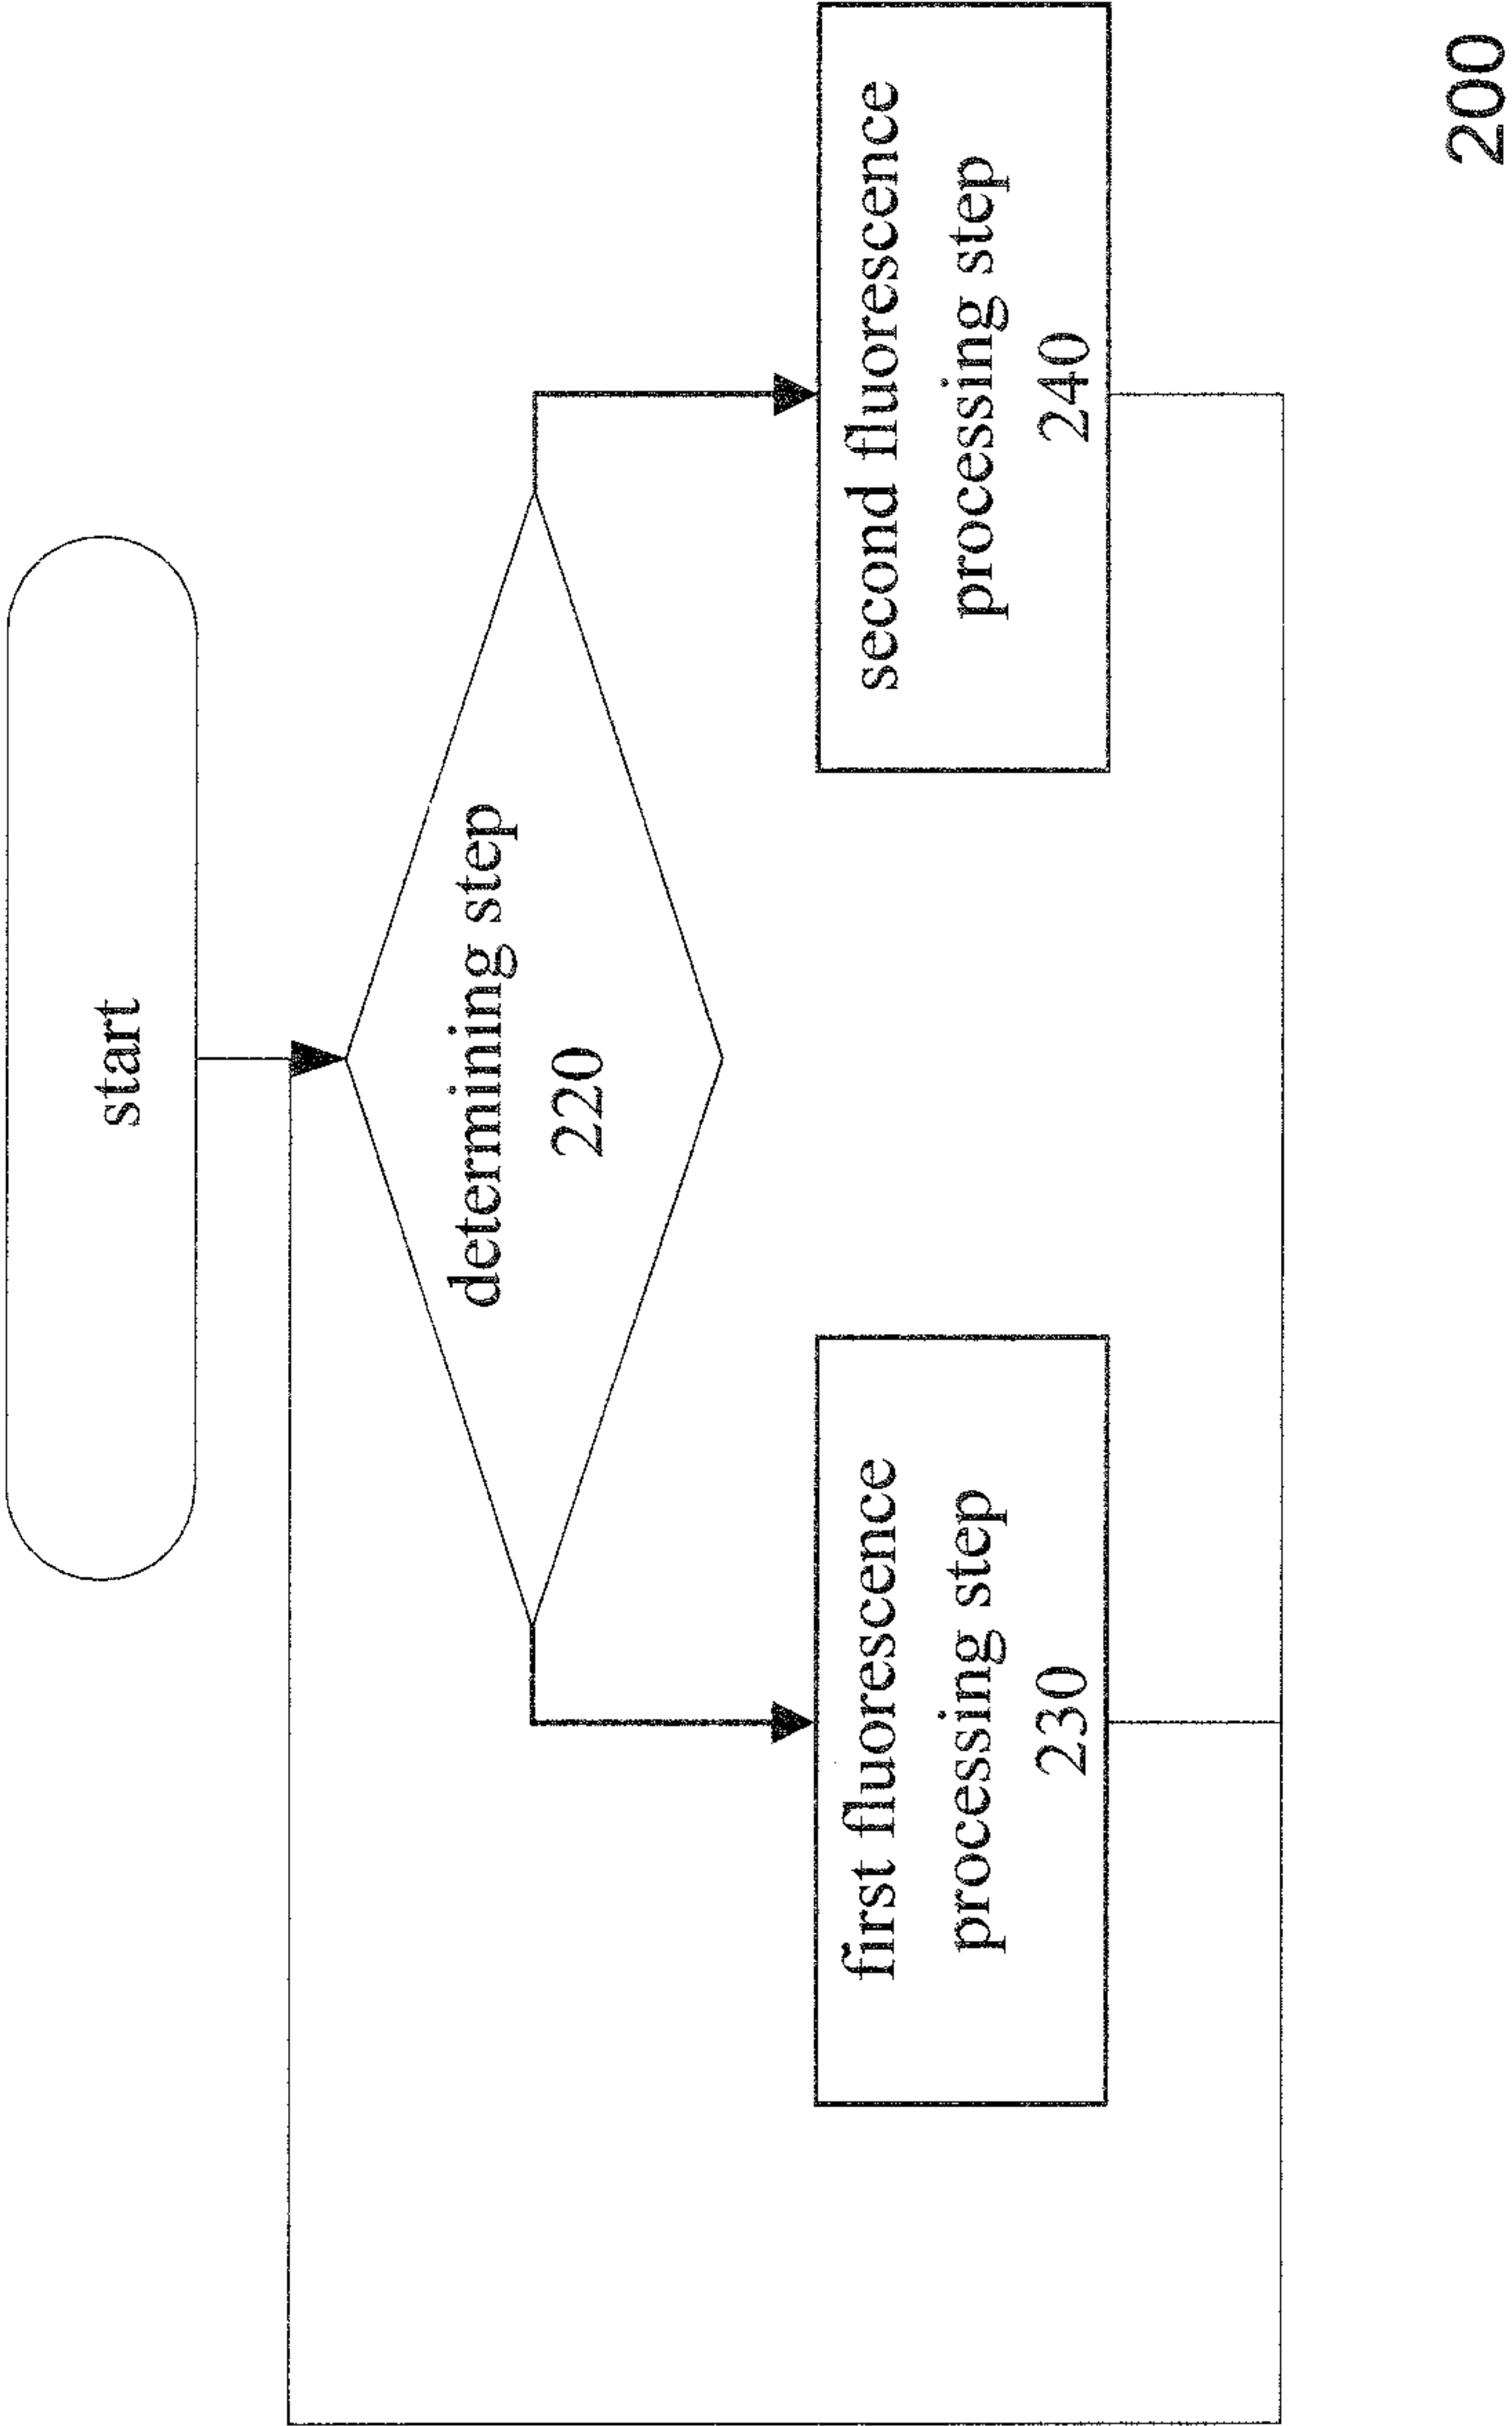 start
determining step
220
first fluorescence
processing step
230
second fluorescence
processing step
240
200